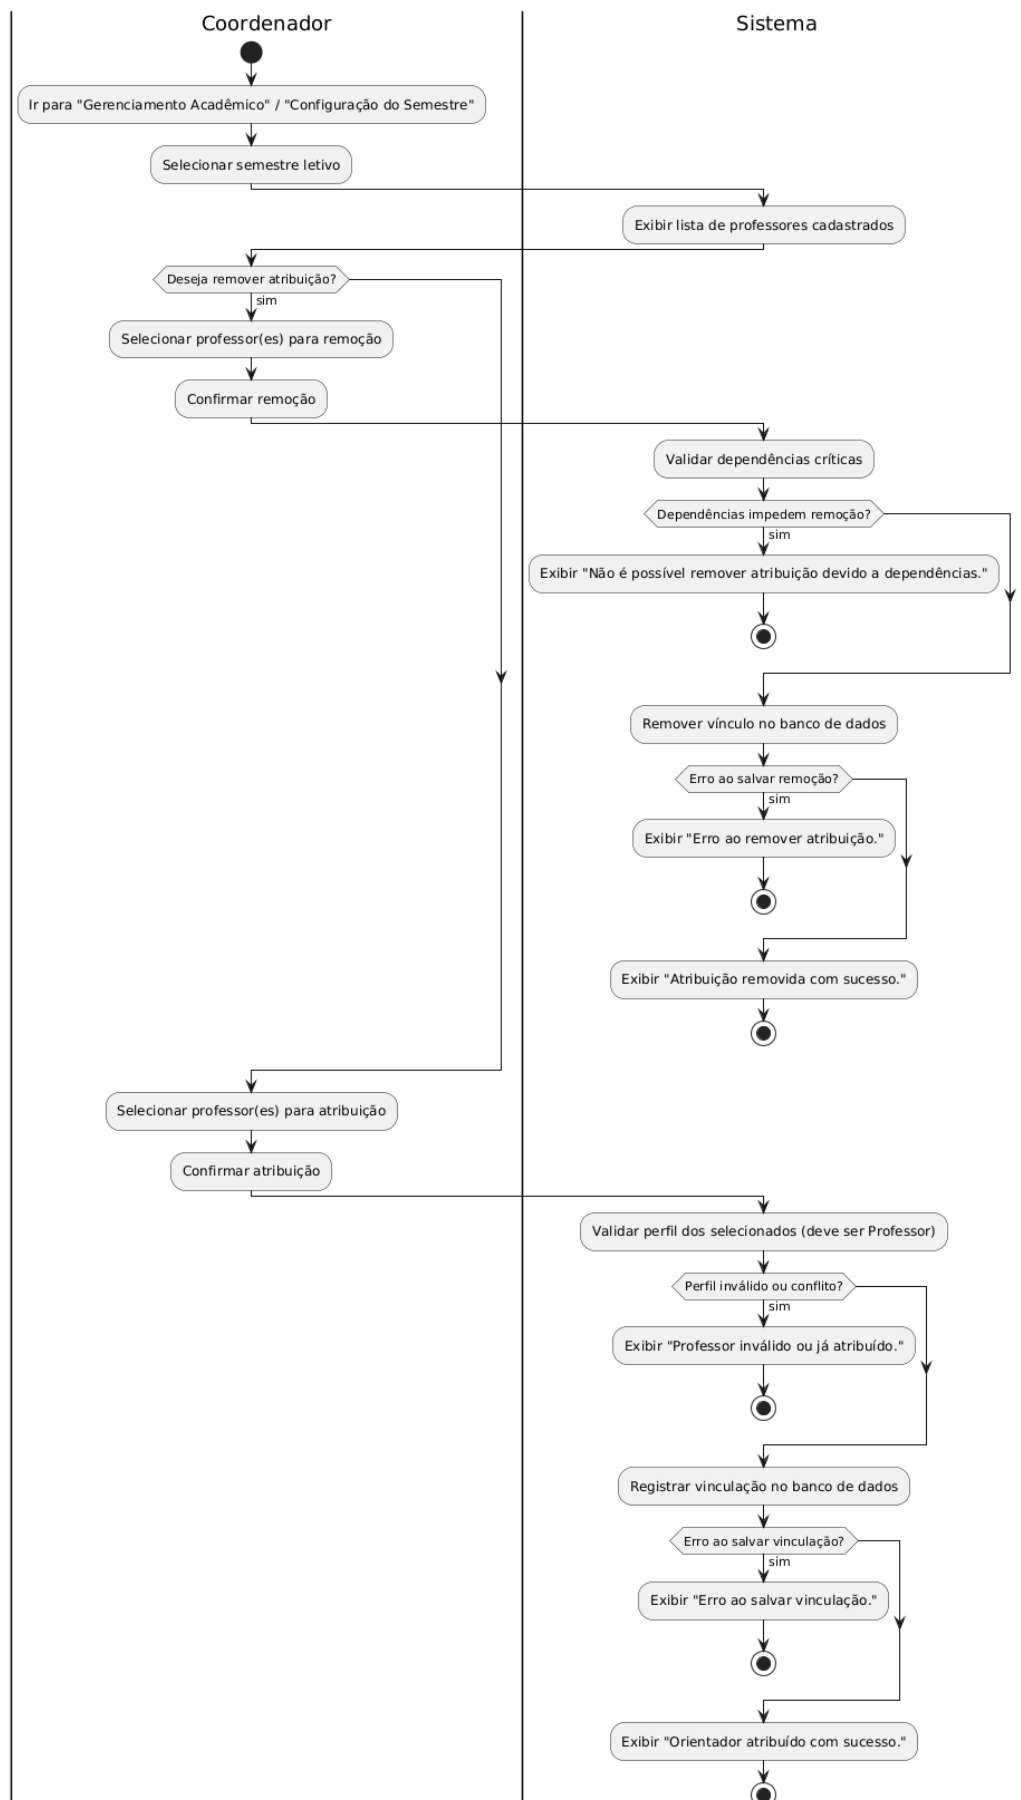 Coordenador
Sistema
Ir para "Gerenciamento Acadêmico" / "Configuração do Semestre"
Selecionar semestre letivo
Exibir lista de professores cadastrados
Deseja remover atribuição?
sim
Selecionar professor(es) para remoção
Confirmar remoção
Validar dependências críticas
Dependências impedem remoção?
sim
Exibir "Não é possível remover atribuição devido a dependências."
Remover vínculo no banco de dados
Erro ao salvar remoção?
sim
Exibir "Erro ao remover atribuição."
Exibir "Atribuição removida com sucesso."
Selecionar professor(es) para atribuição
Confirmar atribuição
Validar perfil dos selecionados (deve ser Professor)
Perfil inválido ou conflito?
sim
Exibir "Professor inválido ou já atribuído."
Registrar vinculação no banco de dados
Erro ao salvar vinculação?
sim
Exibir "Erro ao salvar vinculação."
Exibir "Orientador atribuído com sucesso."